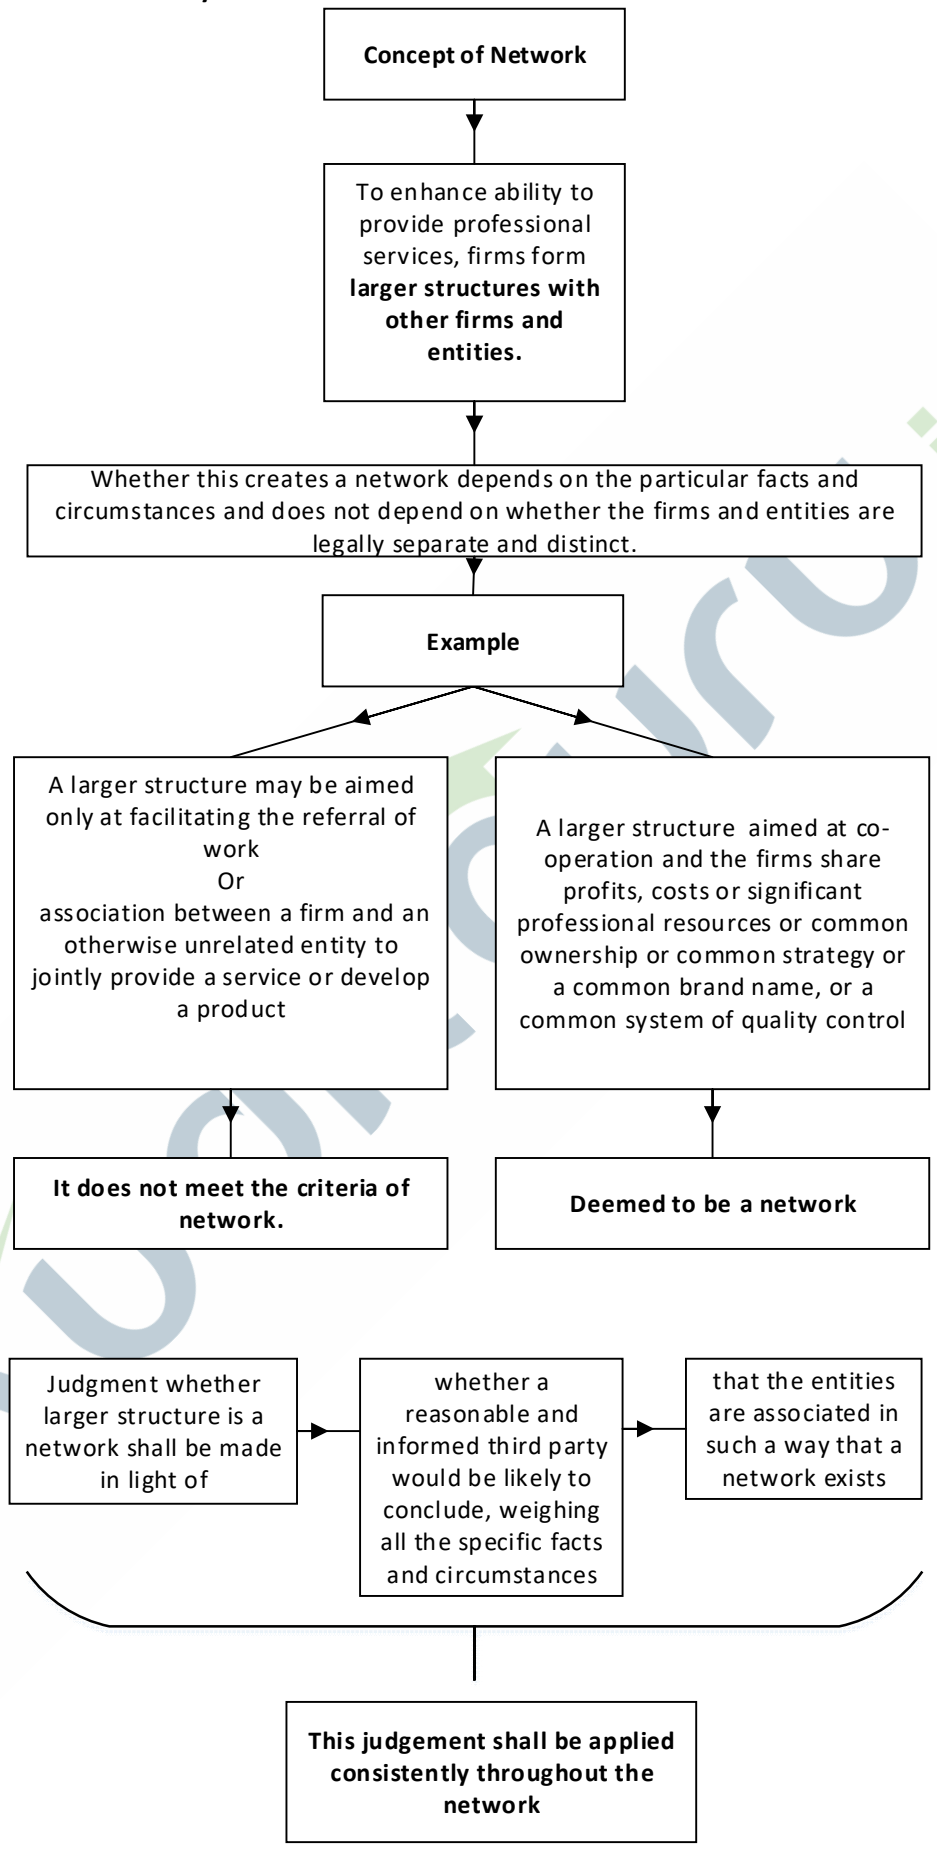 Concept of Network
To enhance ability to
provide professional
services, firms form
larger structures with
other firms and
entities.
Whether this creates a network depends on the particular facts and
circumstances and does not depend on whether the firms and entities are
legally separate and distinct.
Example
A larger structure may be aimed
only at facilitating the referral of
work
Or
association between a firm and an
otherwise unrelated entity to
jointly provide a service or develop
a product
A larger structure aimed at co-
operation and the firms share
profits, costs or significant
professional resources or common
ownership or common strategy or
a common brand name, or a
common system of quality control
It does not meet the criteria of
network.
Deemed to be a network
Judgment whether
larger structure is a
network shall be made
in light of
whether a
reasonable and
informed third party
would be likely to
conclude, weighing
all the specific facts
and circumstances
that the entities
are associated in
such a way that a
network exists
This judgement shall be applied
consistently throughout the
network